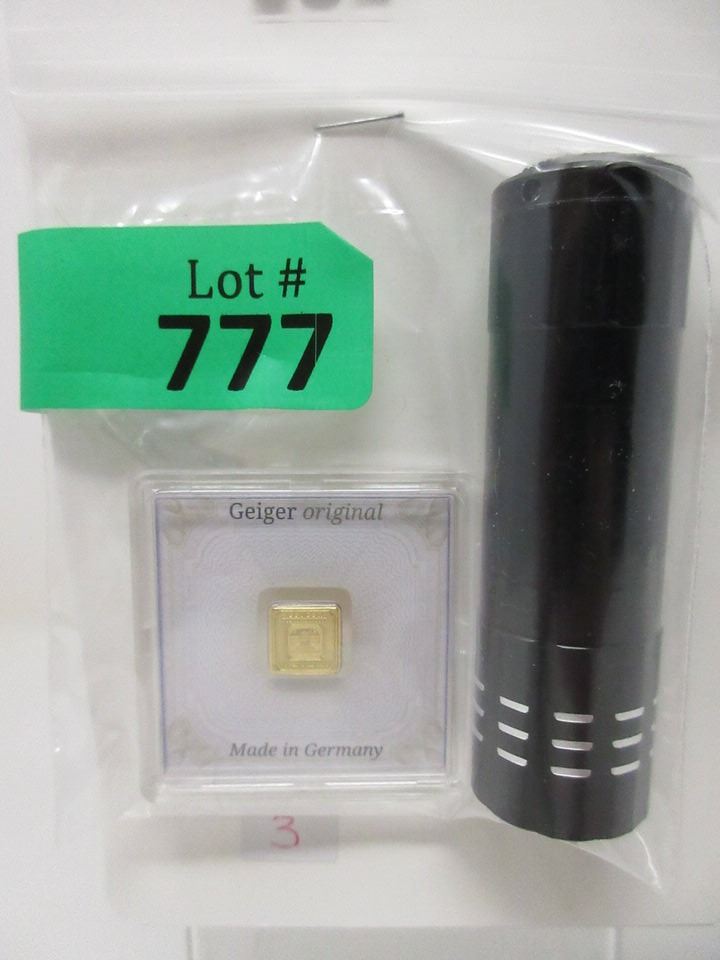 Lot #
777
Geiger original
Made in Germany
3